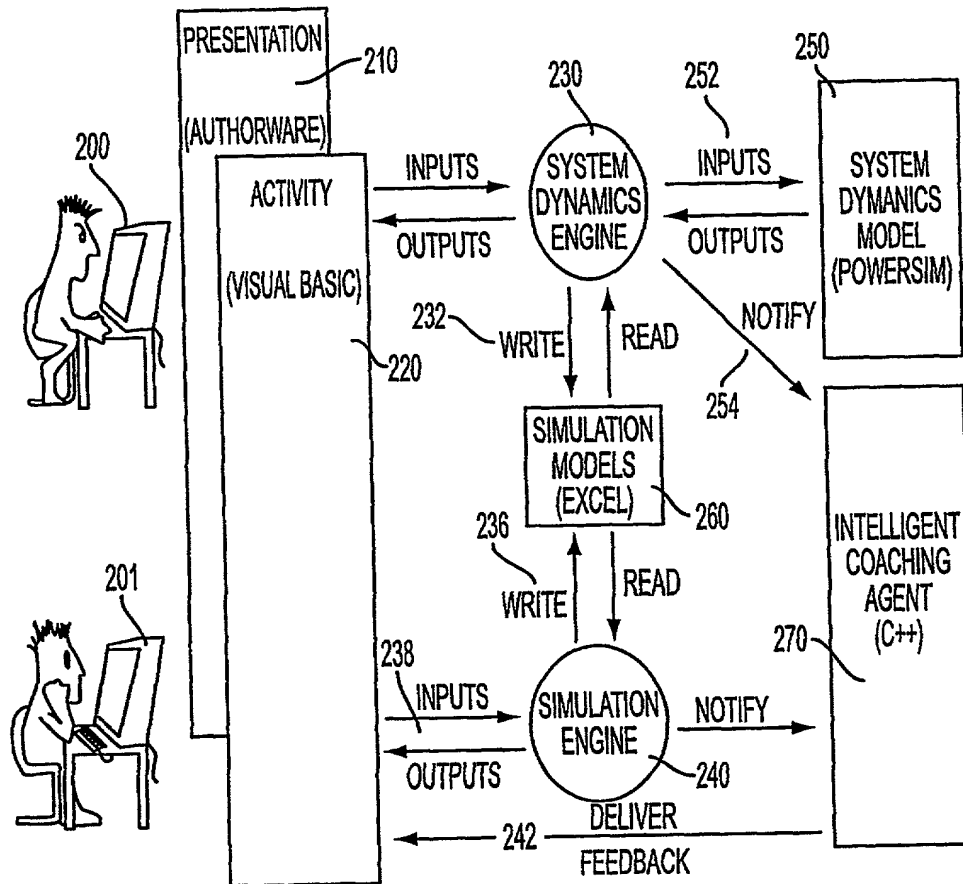 PRESENTATION
210
(AUTHORWARE)
200
ACTIVITY
(VISUAL BASIC)
220
INPUTS
OUTPUTS
230
SYSTEM
DYNAMICS
ENGINE
252
INPUTS
OUTPUTS
250
SYSTEM
DYMANICS
MODEL
(POWERSIM)
232
WRITE
READ
NOTIFY
254
SIMULATION
MODELS
(EXCEL)
260
236
WRITE
READ
INTELLIGENT
COACHING
AGENT
(C++)
270
201
238
INPUTS
OUTPUTS
SIMULATION
ENGINE
240
NOTIFY
242
DELIVER
FEEDBACK